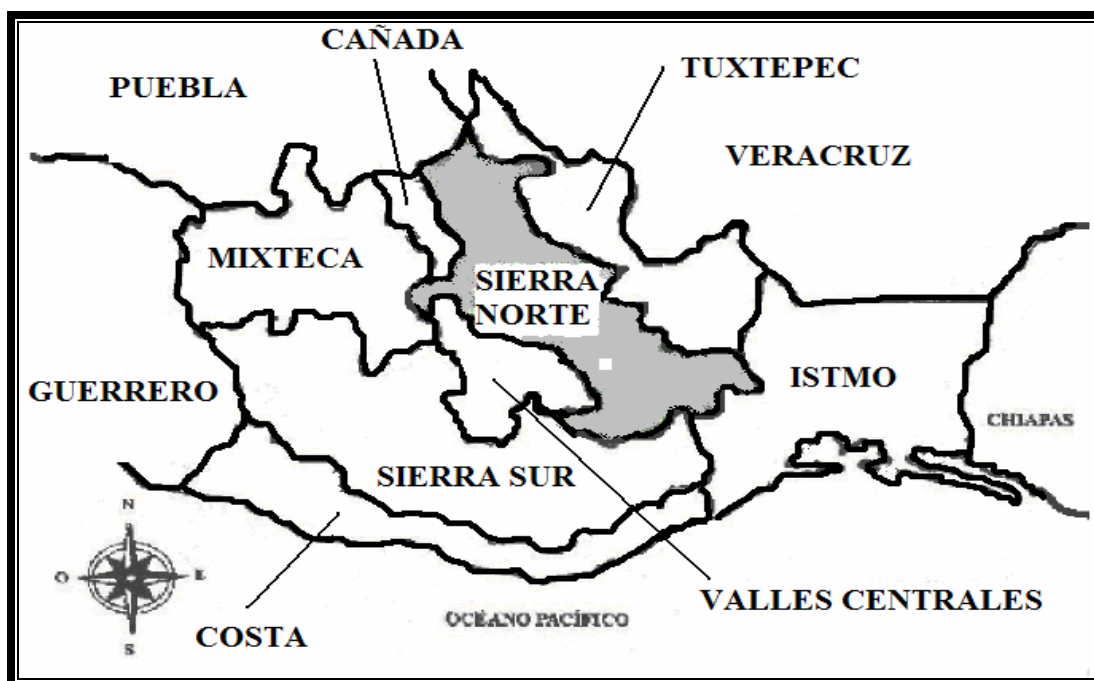 CAÑADA
TUXTEPEC
PUEBLA
VERACRUZ
MIXTECA
SIERRA
NORTE
GUERRERO
ISTMO
CHIAPAS
SIERRA SUR
N
O
E
S
VALLES CENTRALES
OCÉANO PACÍFICO
COSTA